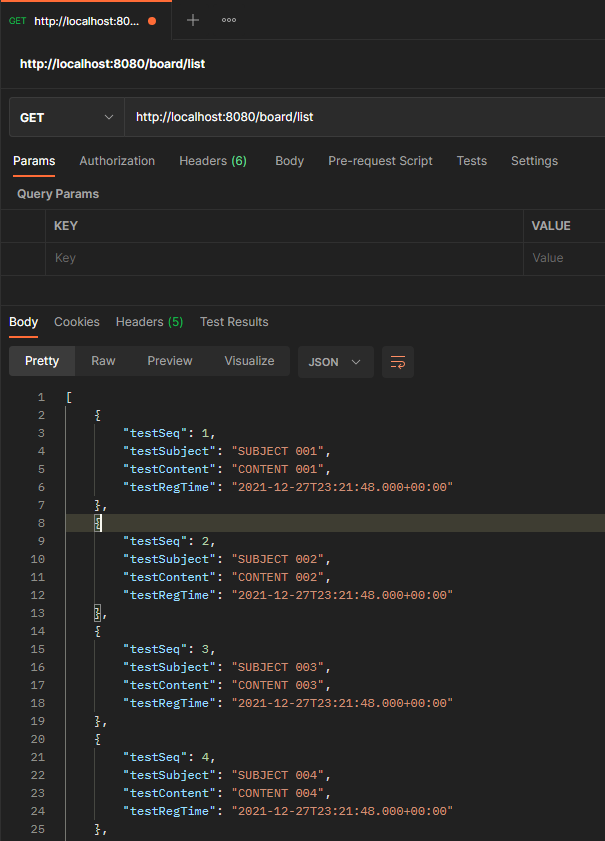 GET http://localhost:80...
http://localhost:8080/board/list
GET http://localhost:8080/board/list
Params Authorization Headers (6) Body Pre-request Script Tests Settings
Query Params
KEY VALUE
Key Value
Body Cookies Headers (5) Test Results
Pretty Raw Preview Visualize JSON
1 [
2 {
3 "testSeq": 1,
4 "testSubject": "SUBJECT 001",
5 "testContent": "CONTENT 001",
6 "testRegTime": "2021-12-27T23:21:48.000+00:00"
7 },
8 {
9 "testSeq": 2,
10 "testSubject": "SUBJECT 002",
11 "testContent": "CONTENT 002",
12 "testRegTime": "2021-12-27T23:21:48.000+00:00"
13 },
14 {
15 "testSeq": 3,
16 "testSubject": "SUBJECT 003",
17 "testContent": "CONTENT 003",
18 "testRegTime": "2021-12-27T23:21:48.000+00:00"
19 },
20 {
21 "testSeq": 4,
22 "testSubject": "SUBJECT 004",
23 "testContent": "CONTENT 004",
24 "testRegTime": "2021-12-27T23:21:48.000+00:00"
25 },